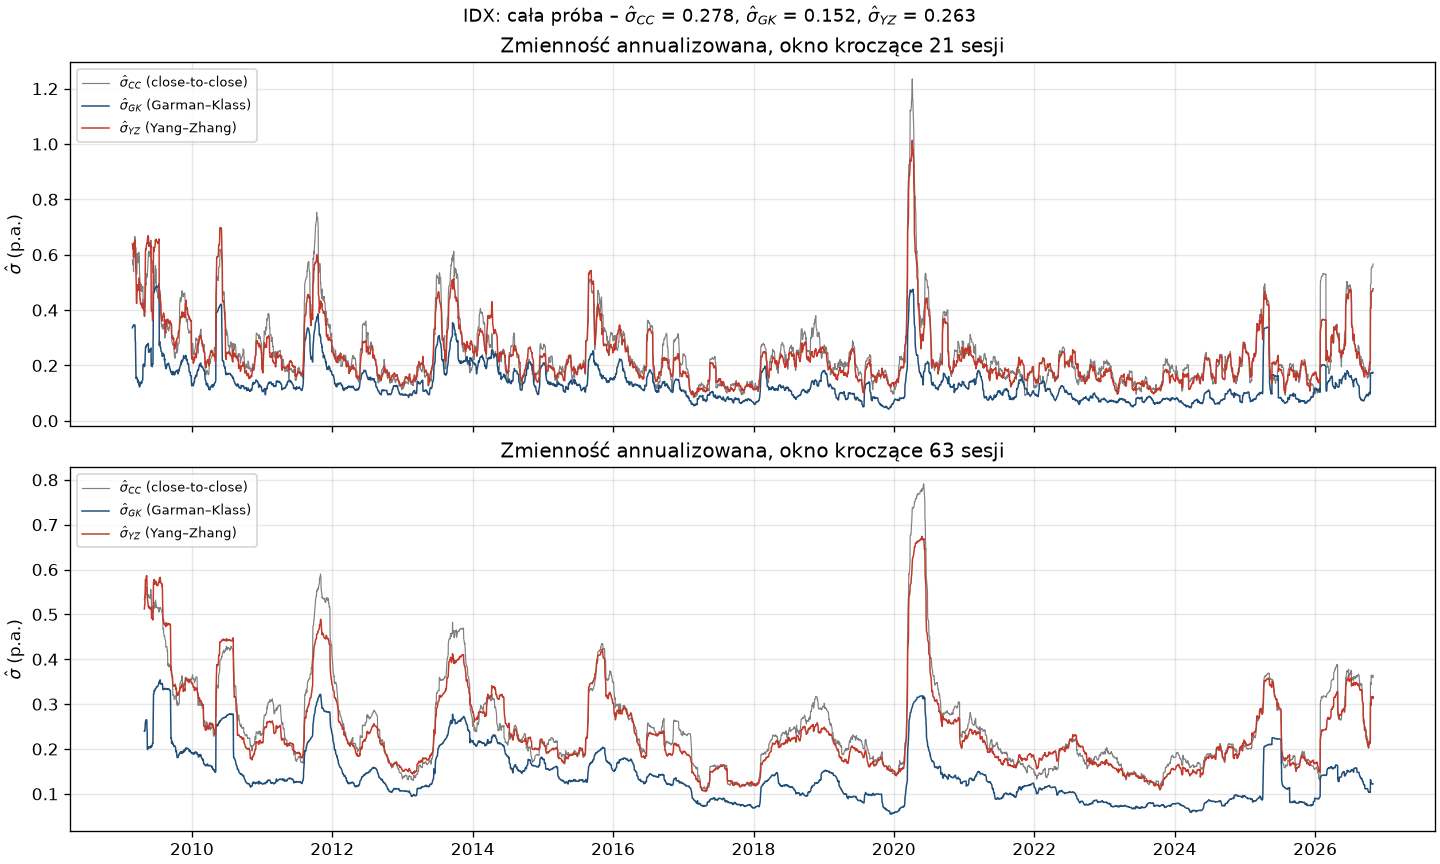 IDX: cała próba – σ̂CC = 0.278, σ̂GK = 0.152, σ̂YZ = 0.263
Zmienność annualizowana, okno kroczące 21 sesji
σ̂CC (close-to-close)
σ̂GK (Garman–Klass)
σ̂YZ (Yang–Zhang)
σ̂ (p.a.)
1.2
1.0
0.8
0.6
0.4
0.2
0.0
Zmienność annualizowana, okno kroczące 63 sesji
σ̂CC (close-to-close)
σ̂GK (Garman–Klass)
σ̂YZ (Yang–Zhang)
σ̂ (p.a.)
0.8
0.7
0.6
0.5
0.4
0.3
0.2
0.1
2010 2012 2014 2016 2018 2020 2022 2024 2026